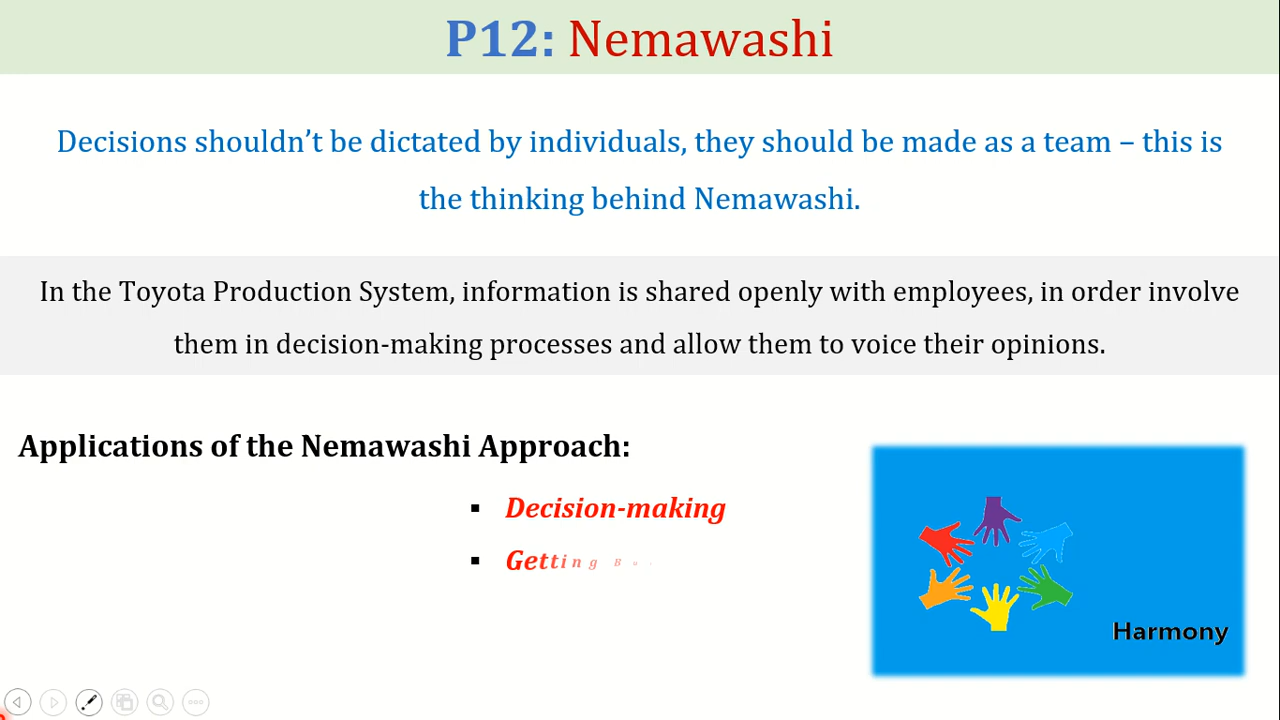 P12: Nemawashi
Decisions shouldn't be dictated by individuals, they should be made as a team – this is
the thinking behind Nemawashi.
In the Toyota Production System, information is shared openly with employees, in order involve
them in decision-making processes and allow them to voice their opinions.
Applications of the Nemawashi Approach:
▪ Decision-making
▪ Getting
Harmony